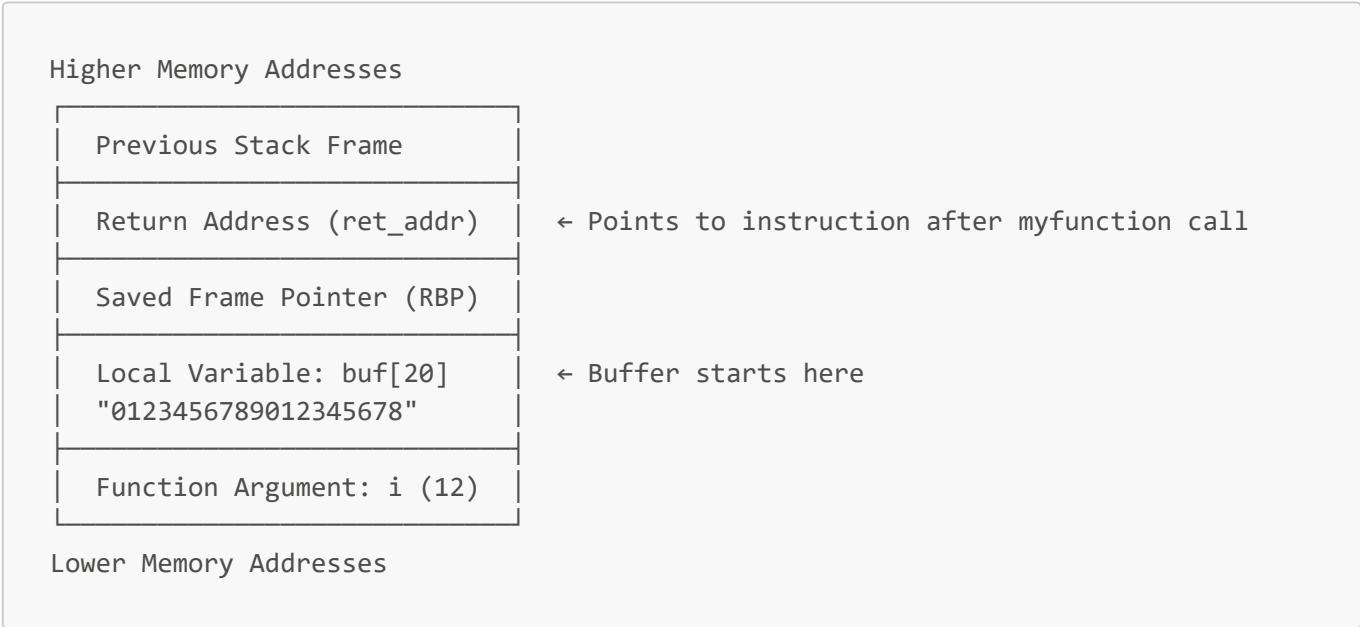 Higher Memory Addresses
Previous Stack Frame
Return Address (ret_addr) ← Points to instruction after myfunction call
Saved Frame Pointer (RBP)
Local Variable: buf[20] ← Buffer starts here
"0123456789012345678"
Function Argument: i (12)
Lower Memory Addresses